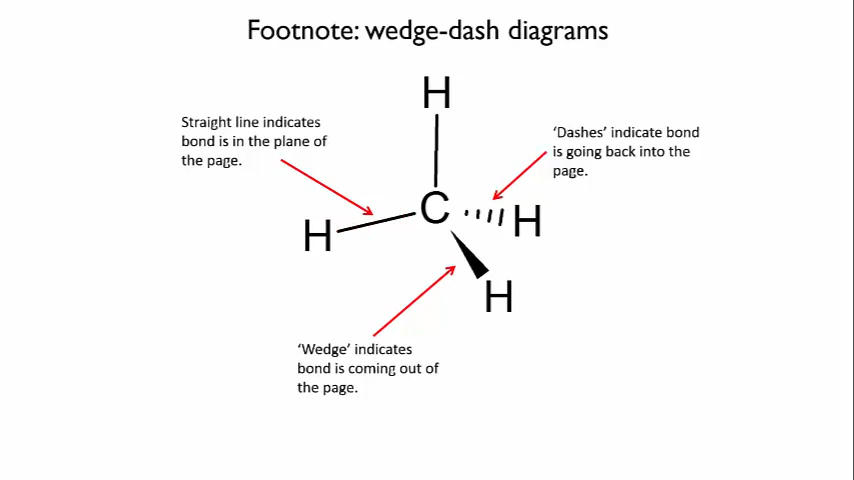 Footnote: wedge-dash diagrams
H
Straight line indicates
bond is in the plane of
the page.
‘Dashes’ indicate bond
is going back into the
page.
C
H
H
H
‘Wedge’ indicates
bond is coming out of
the page.